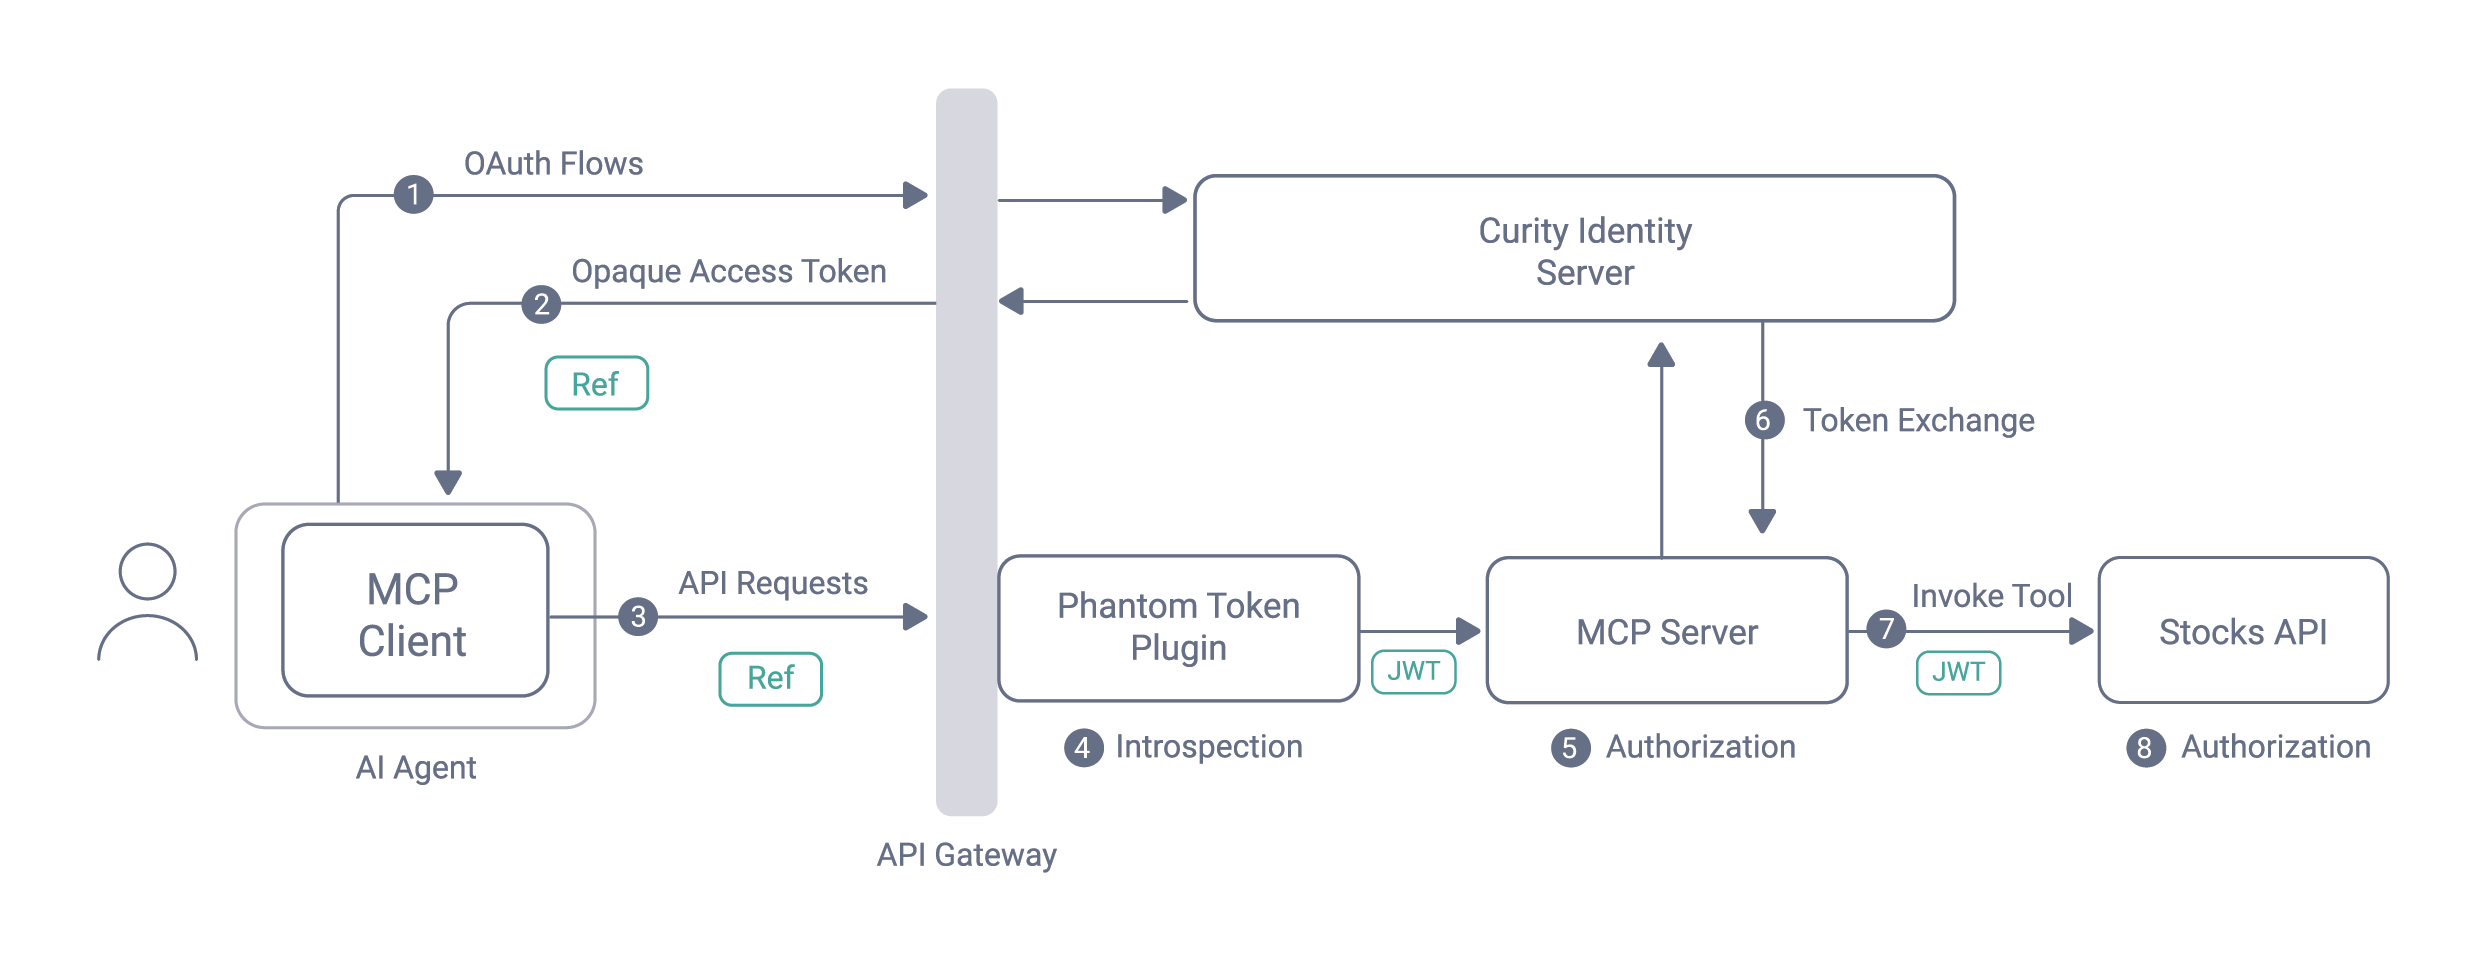 OAuth Flows
1
Opaque Access Token
2
Ref
Curity Identity
Server
6 Token Exchange
MCP
Client
AI Agent
API Requests
3
Ref
API Gateway
Phantom Token
Plugin
4 Introspection
JWT
MCP Server
5 Authorization
Invoke Tool
7
JWT
Stocks API
8 Authorization